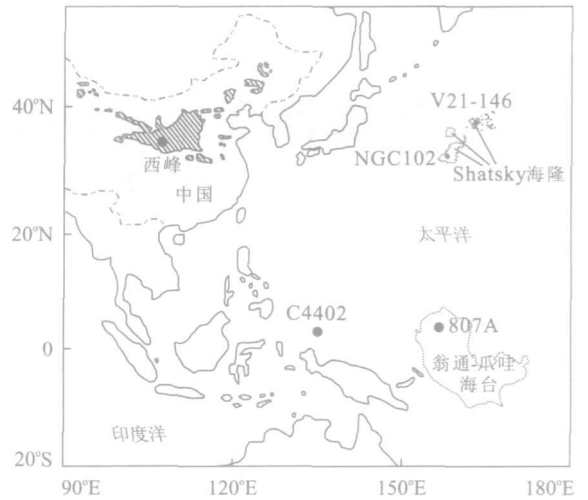 40°N
V21-146
NGC102
Shatsky海隆
西峰
中国
20°N
太平洋
C4402
807A
0
翁通-爪哇
海台
印度洋
20°S
90°E
120°E
150°E
180°E